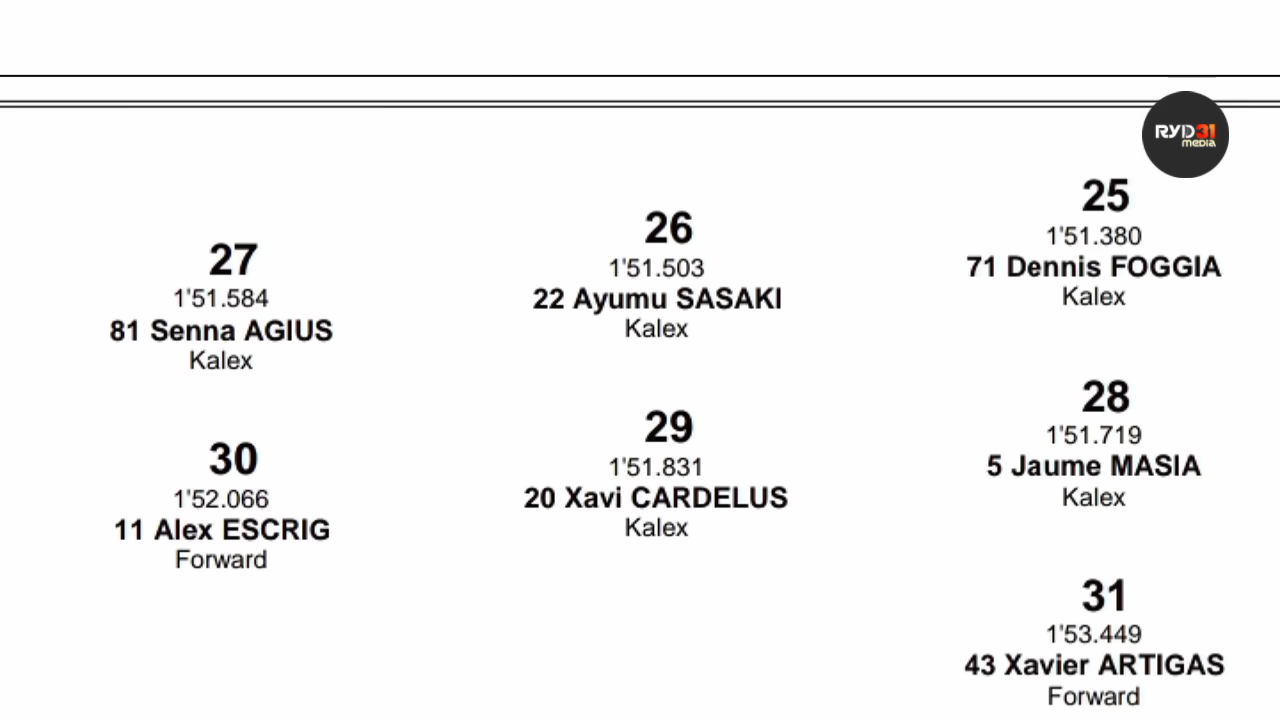 RYD31
media
25
1'51.380
71 Dennis FOGGIA
Kalex
26
1'51.503
22 Ayumu SASAKI
Kalex
27
1'51.584
81 Senna AGIUS
Kalex
28
1'51.719
5 Jaume MASIA
Kalex
29
1'51.831
20 Xavi CARDELUS
Kalex
30
1'52.066
11 Alex ESCRIG
Forward
31
1'53.449
43 Xavier ARTIGAS
Forward